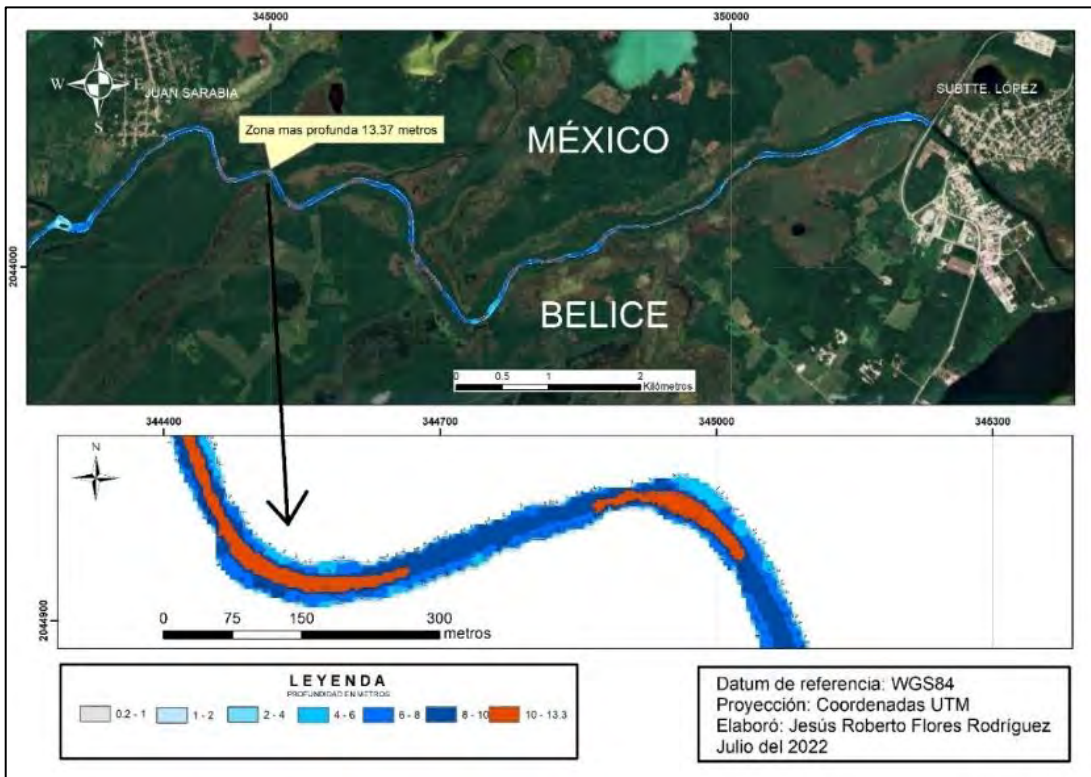 345000 350000
N
W E
S
JUAN SARABIA
SUBTTE. LÓPEZ
Zona mas profunda 13.37 metros
MÉXICO
2044000
BELICE
0 0.5 1 2
Kilómetros
344400 344700 345000 346300
N
2044900
0 75 150 300
metros
LEYENDA
PROFUNDIDAD EN METROS
0.2 - 1 1 - 2 2 - 4 4 - 6 6 - 8 8 - 10 10 - 13.3
Datum de referencia: WGS84
Proyección: Coordenadas UTM
Elaboró: Jesús Roberto Flores Rodríguez
Julio del 2022